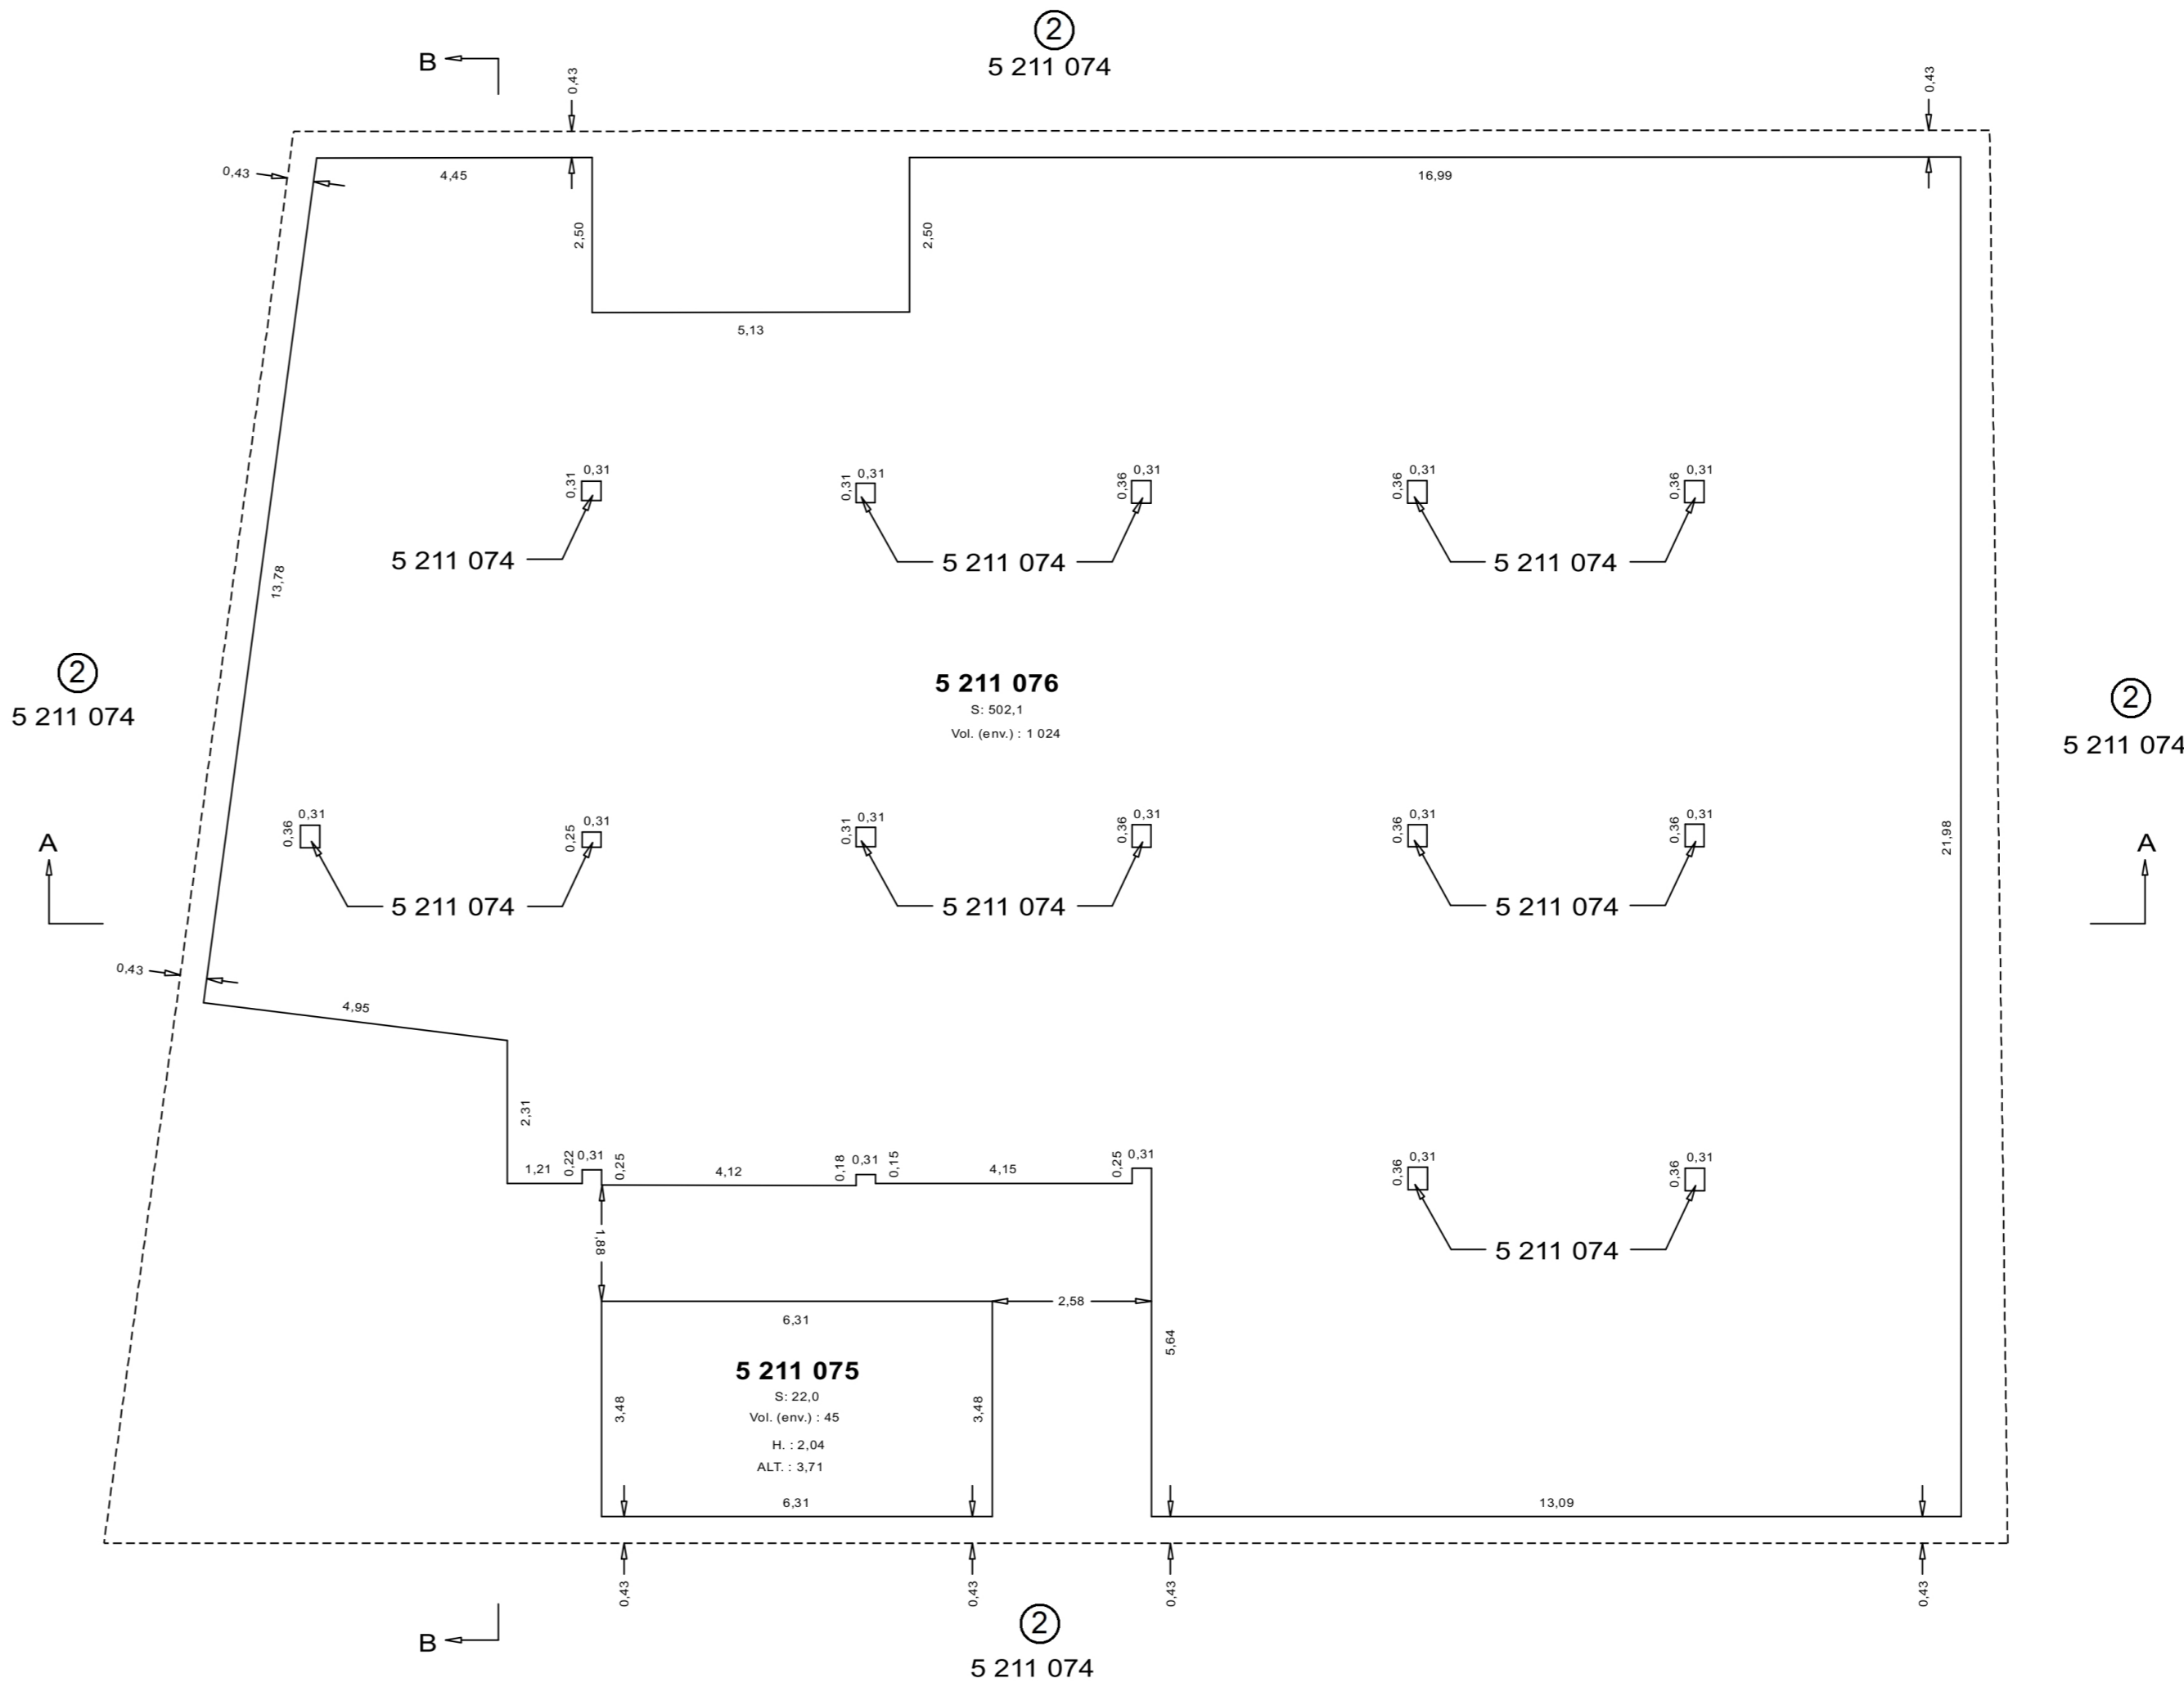 2
5 211 074
B
0,43
0,43
0,43
4,45
16,99
2,50
2,50
5,13
0,31
0,31
0,31
0,31
0,36
0,31
0,36
0,31
0,36
0,31
5 211 074
5 211 074
5 211 074
13,78
2
5 211 074
5 211 076
S: 502,1
Vol. (env.) : 1 024
2
5 211 074
A
0,36
0,31
0,25
0,31
0,31
0,31
0,36
0,31
0,36
0,31
0,36
0,31
21,98
A
5 211 074
5 211 074
5 211 074
0,43
4,95
2,31
1,21
0,22
0,31
0,25
4,12
0,18
0,31
0,15
4,15
0,25
0,31
0,36
0,31
0,36
0,31
1,88
5 211 074
2,58
6,31
5,64
5 211 075
S: 22,0
3,48
3,48
Vol. (env.) : 45
H. : 2,04
ALT. : 3,71
6,31
13,09
0,43
0,43
0,43
0,43
B
2
5 211 074